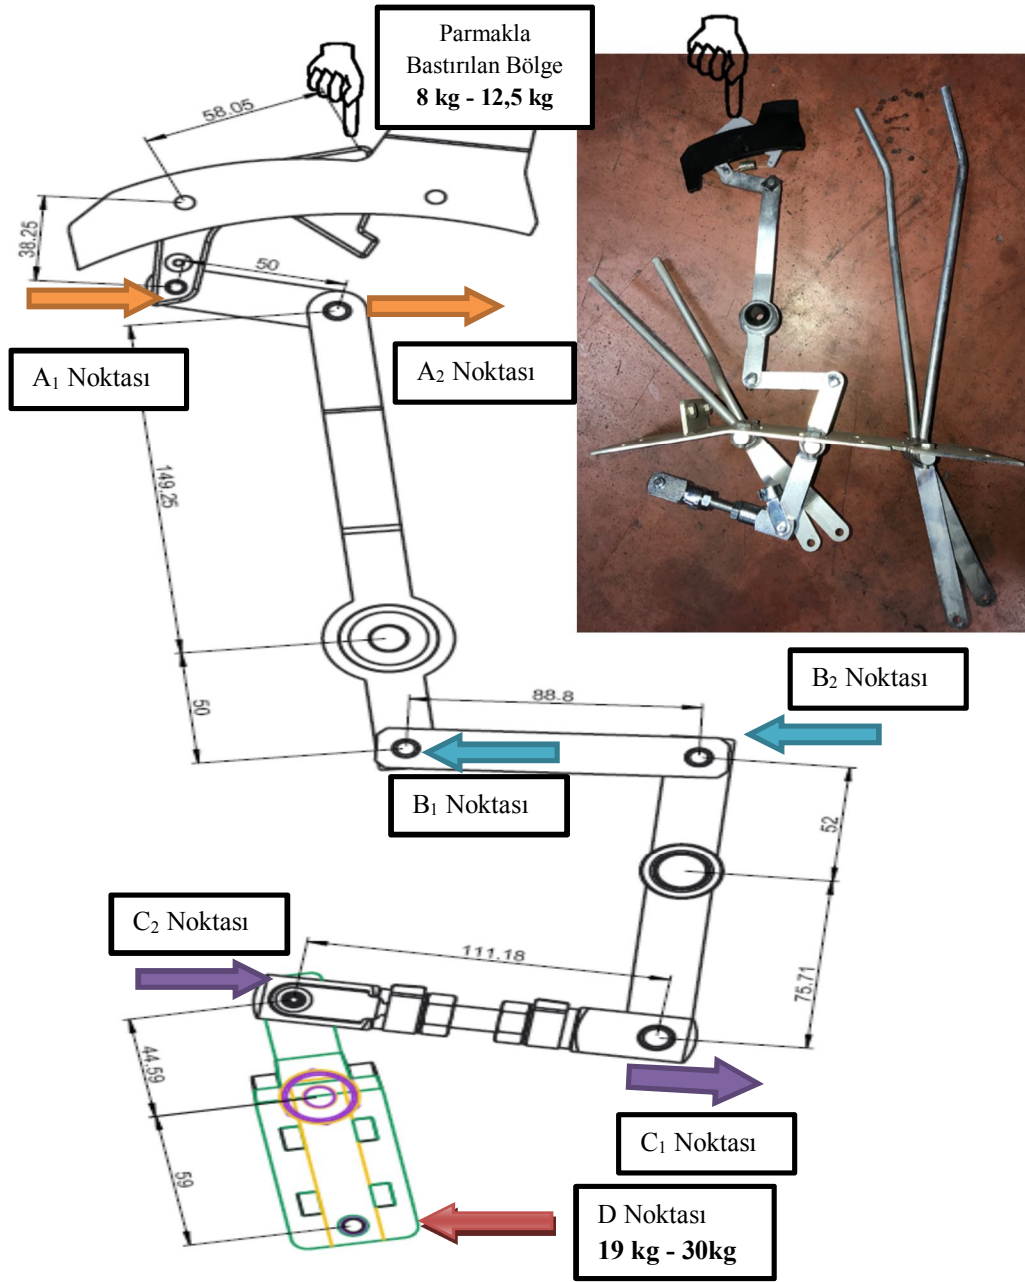 Parmakla
Bastırılan Bölge
8 kg - 12,5 kg
58.05
38.25
50
A₁ Noktası
A₂ Noktası
149.25
50
88.8
B₂ Noktası
B₁ Noktası
52
C₂ Noktası
111.18
75.71
44.59
C₁ Noktası
59
D Noktası
19 kg - 30kg